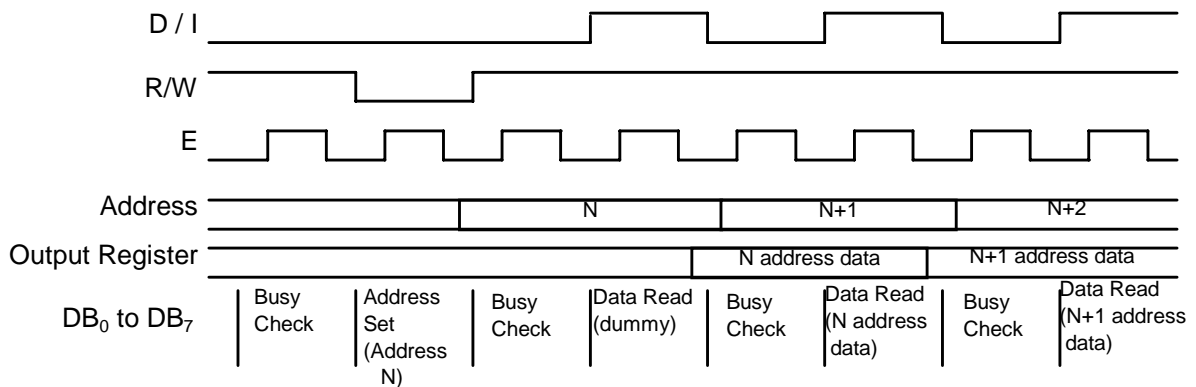 D / I
R/W
E
Address
N
N+1
N+2
Output Register
N address data
N+1 address data
DB₀ to DB₇
Busy
Check
Address
Set
(Address
N)
Busy
Check
Data Read
(dummy)
Busy
Check
Data Read
(N address
data)
Busy
Check
Data Read
(N+1 address
data)